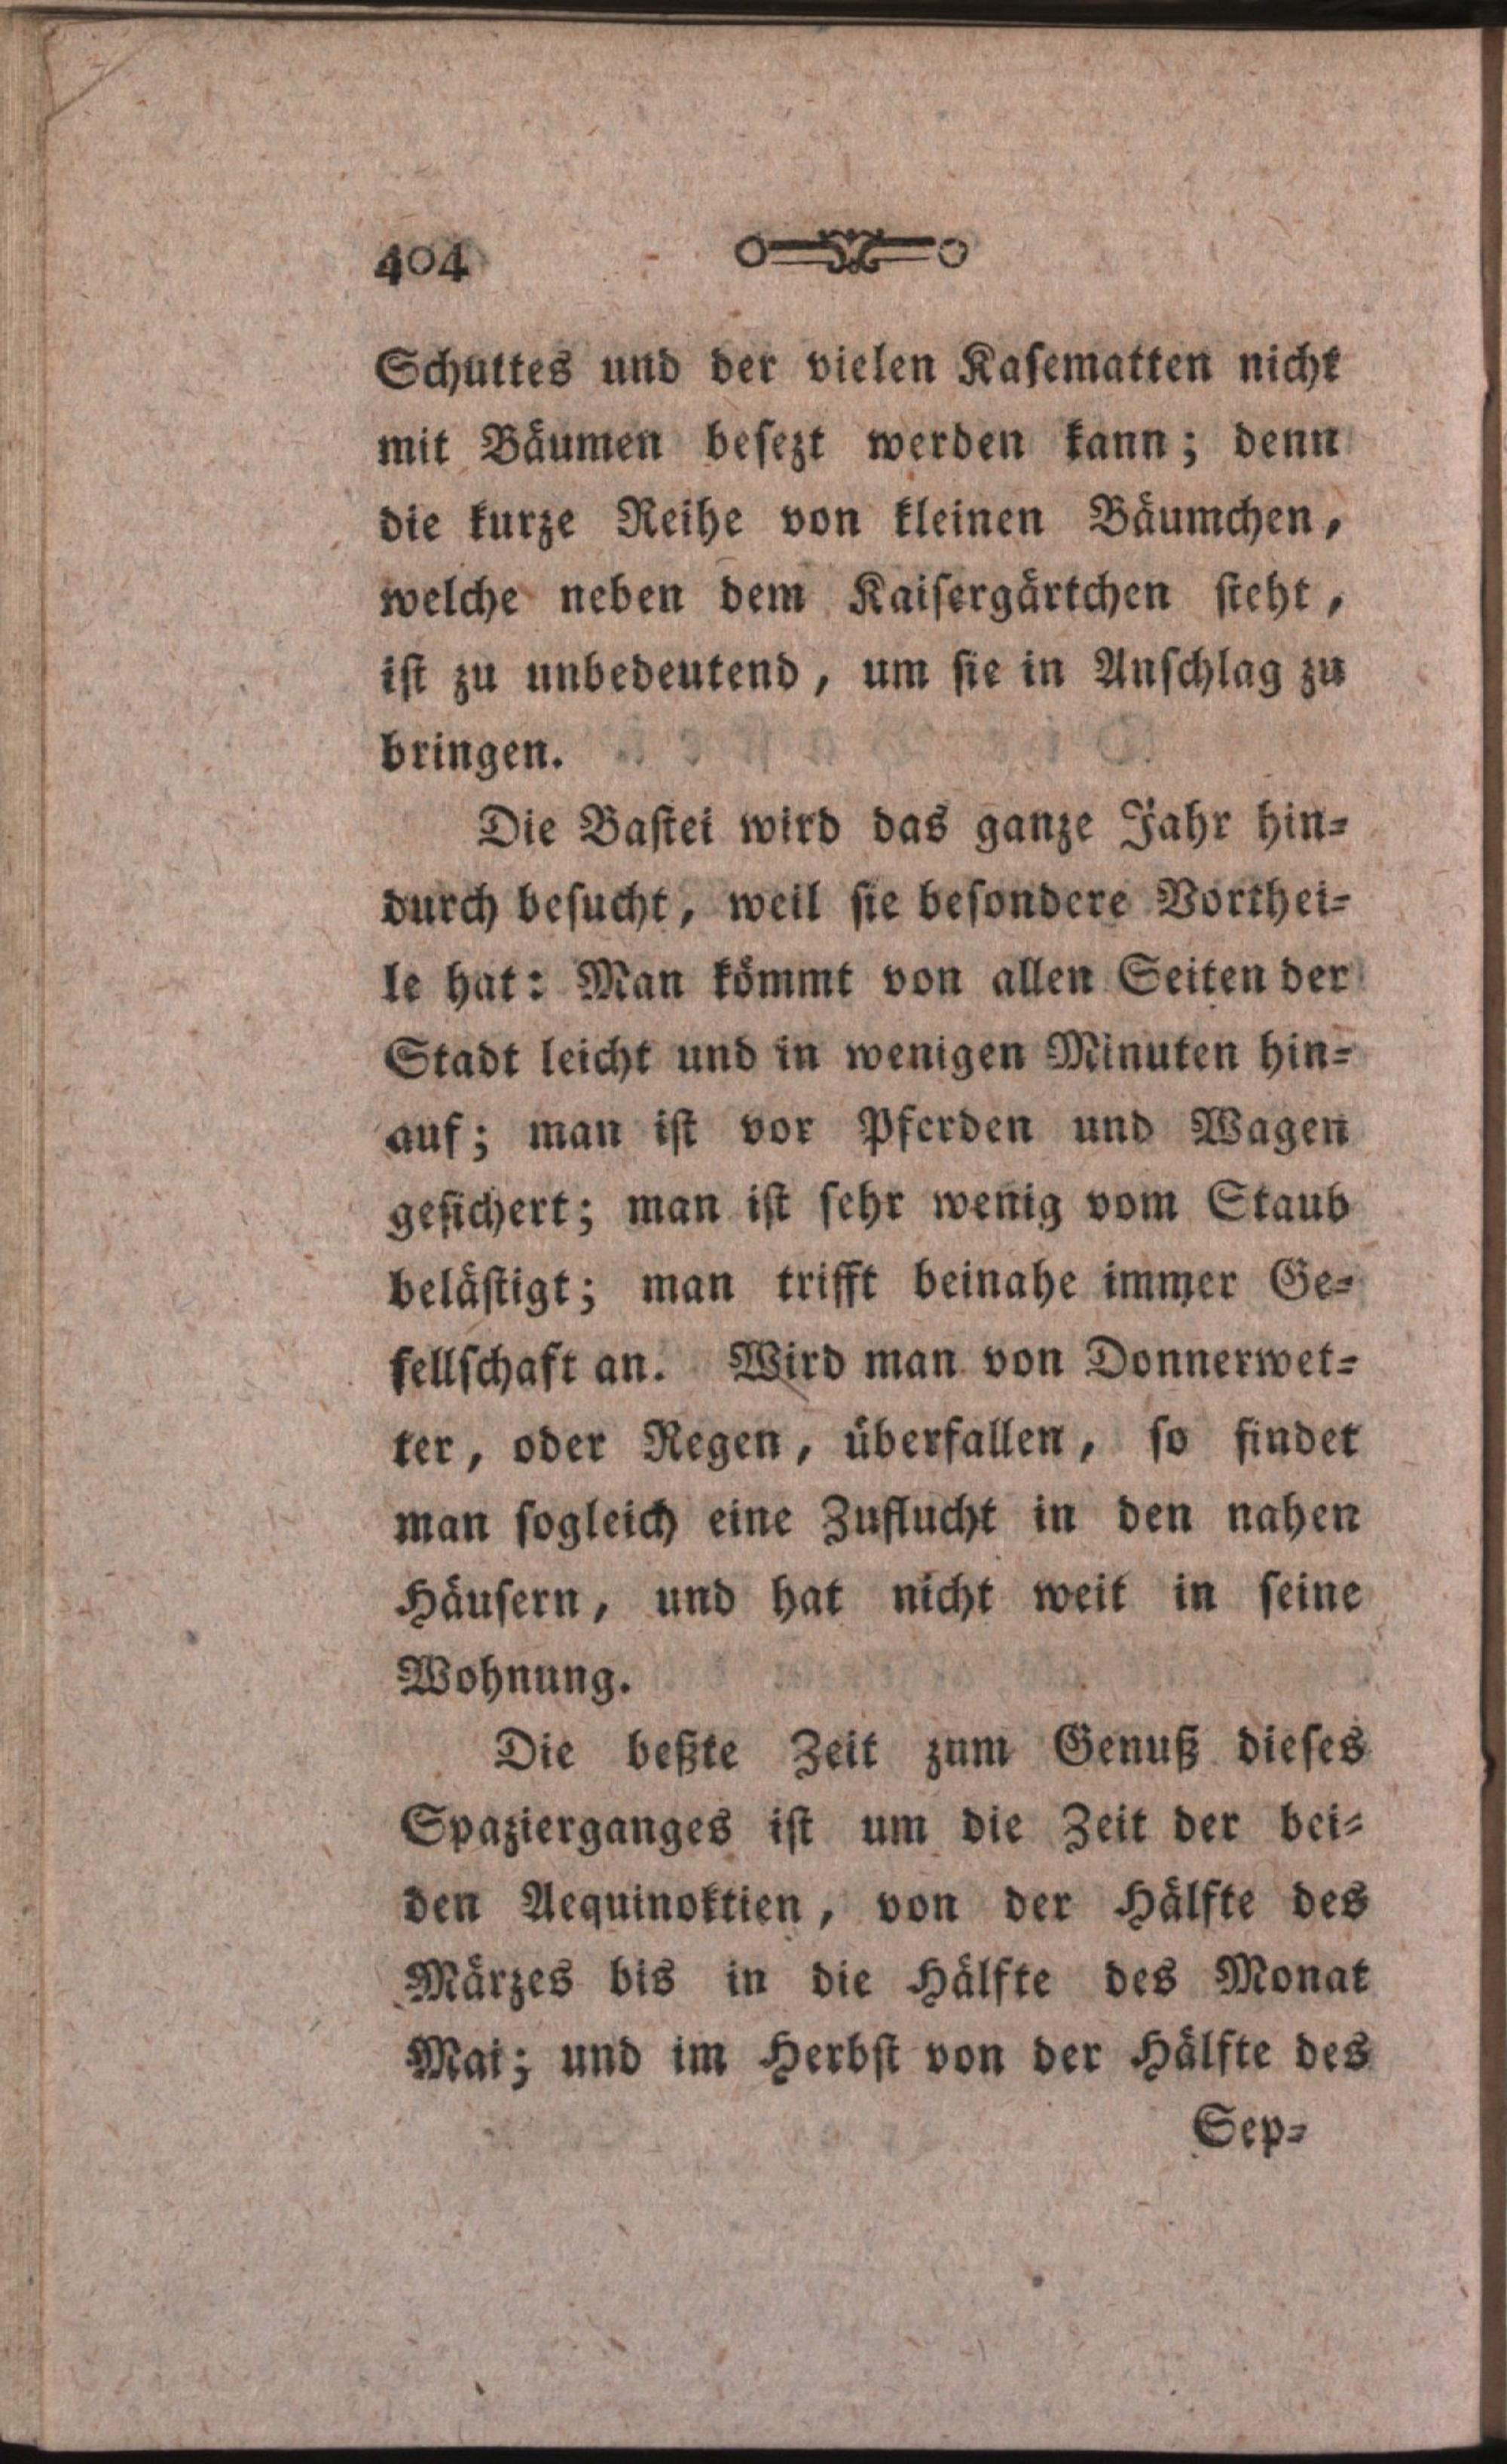 404
Schuttes und der vielen Kasematten nicht
mit Bäumen besezt werden kann; denn
die kurze Reihe von kleinen Bäumchen,
welche neben dem Kaisergärtchen steht,
ist zu unbedeutend, um sie in Anschlag zu
bringen.
Die Bastei wird das ganze Jahr hin-
durch besucht, weil sie besondere Vorthei-
le hat: Man kömmt von allen Seiten der
Stadt leicht und in wenigen Minuten hin-
auf; man ist vor Pferden und Wagen
gesichert; man ist sehr wenig vom Staub
belästigt; man trifft beinahe immer Ge-
sellschaft an. Wird man von Donnerwet-
ter, oder Regen, überfallen, so findet
man sogleich eine Zuflucht in den nahen
Häusern, und hat nicht weit in seine
Wohnung.
Die beßte Zeit zum Genuß dieses
Spazierganges ist um die Zeit der bei-
den Aequinoktien, von der Hälfte des
Märzes bis in die Hälfte des Monat
Mai; und im Herbst von der Hälfte des
Sep-